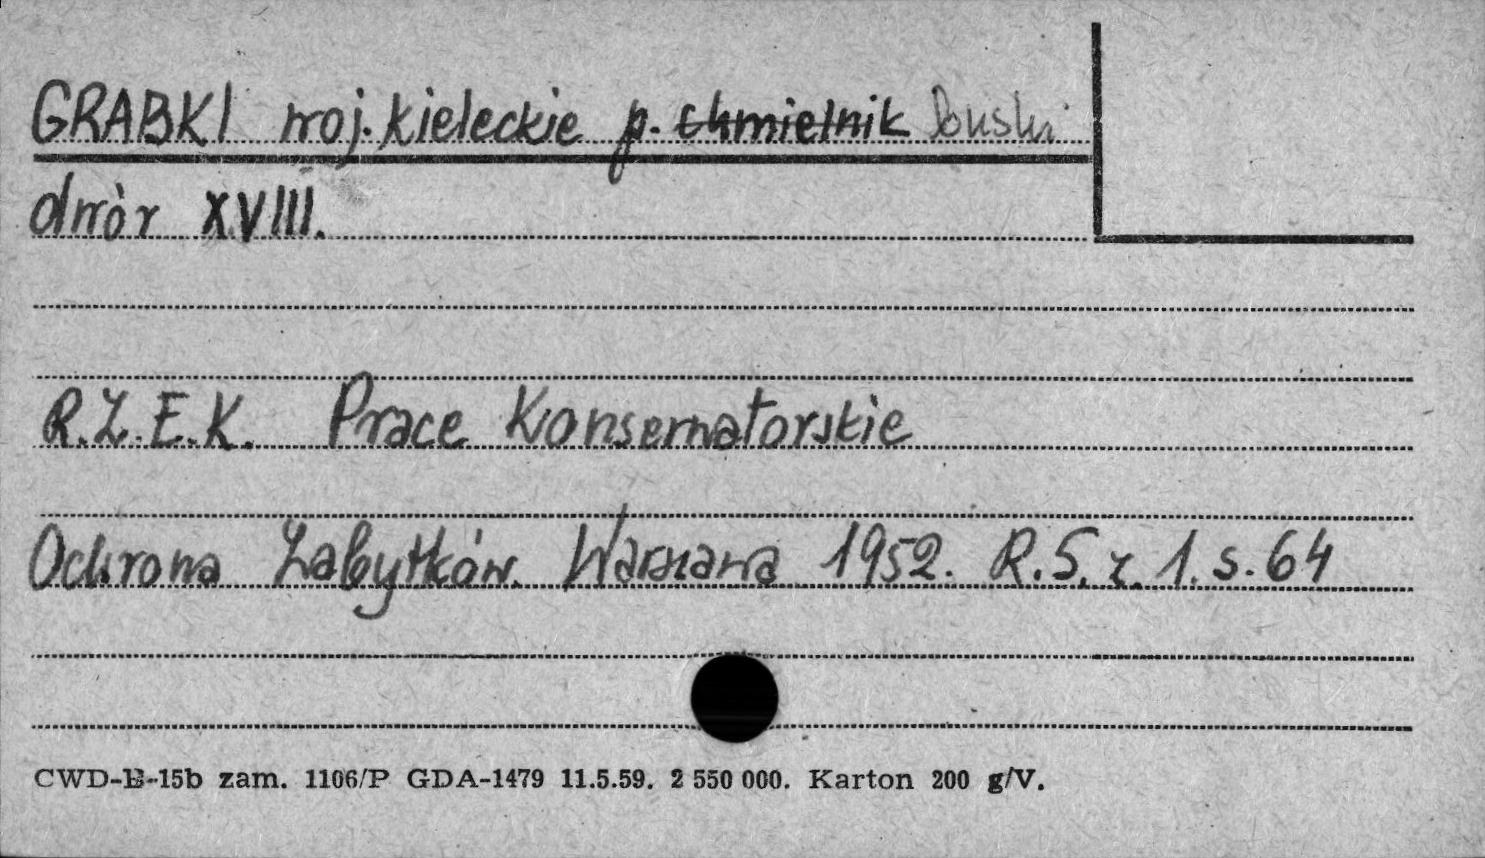 GRABKI woj. kieleckie p. chmielnik Buski
dwór XVIII.
R.Z.E.K. Prace Konserwatorskie
Ochrona Zabytków. Warszawa 1952. R.5. z. 1. s. 64
CWD-B-15b zam. 1106/P GDA-1479 11.5.59. 2 550 000. Karton 200 g/V.